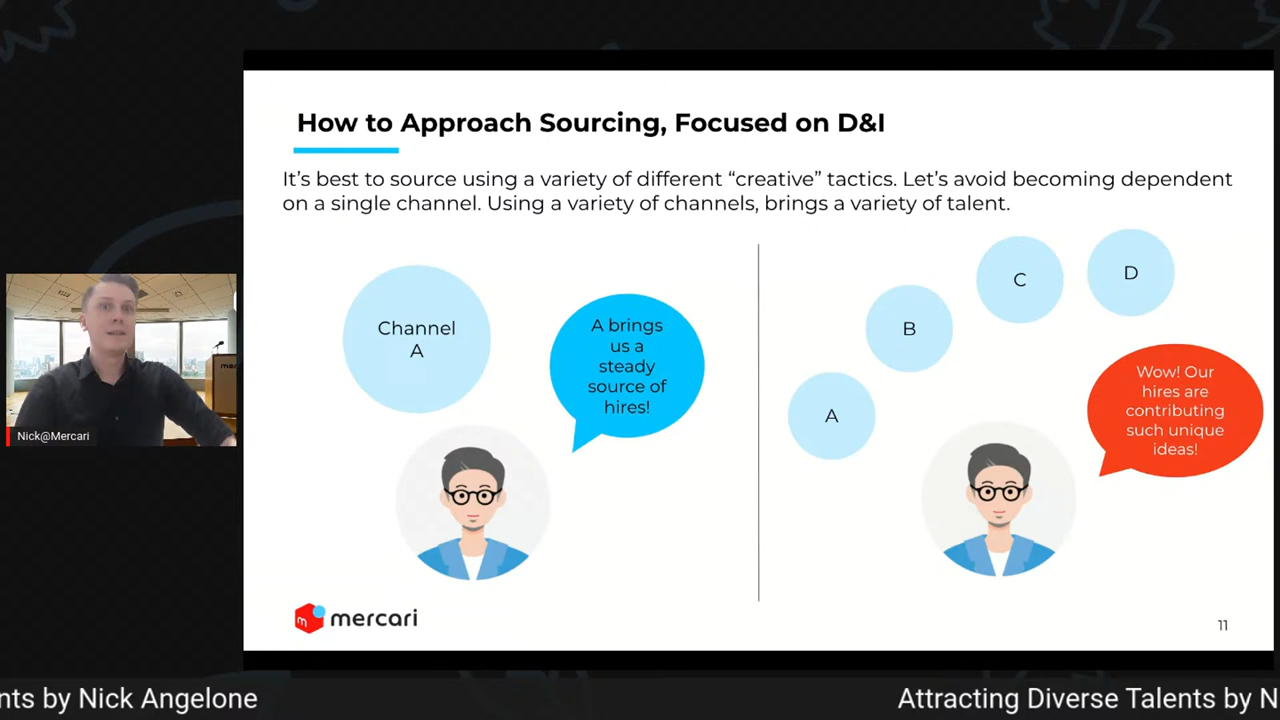 How to Approach Sourcing, Focused on D&I
It's best to source using a variety of different “creative” tactics. Let's avoid becoming dependent
on a single channel. Using a variety of channels, brings a variety of talent.
Channel
A
A brings
us a
steady
source of
hires!
A
B
C
D
Wow! Our
hires are
contributing
such unique
ideas!
mercari
11
Nick@Mercari
mer
nts by Nick Angelone
Attracting Diverse Talents by N